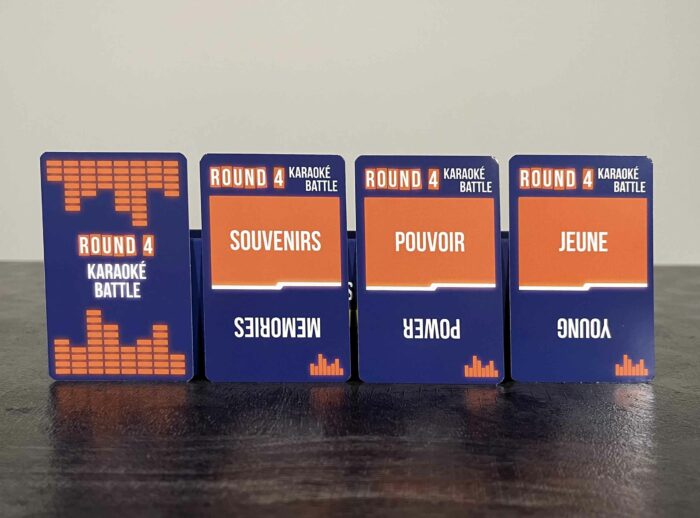 ROUND 4
KARAOKÉ
BATTLE
ROUND 4 KARAOKÉ
BATTLE
SOUVENIRS
MEMORIES
ROUND 4 KARAOKÉ
BATTLE
POUVOIR
POWER
ROUND 4 KARAOKÉ
BATTLE
JEUNE
YOUNG